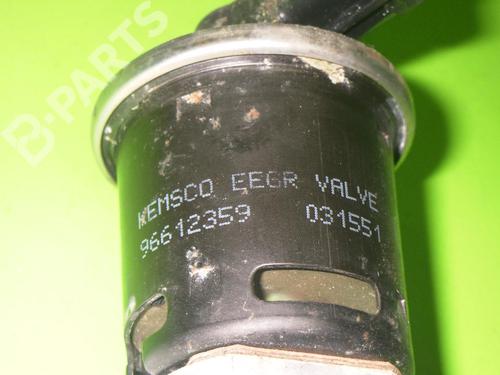 B-PARTS
KEMSCO EEGR VALVE
96612359 031551